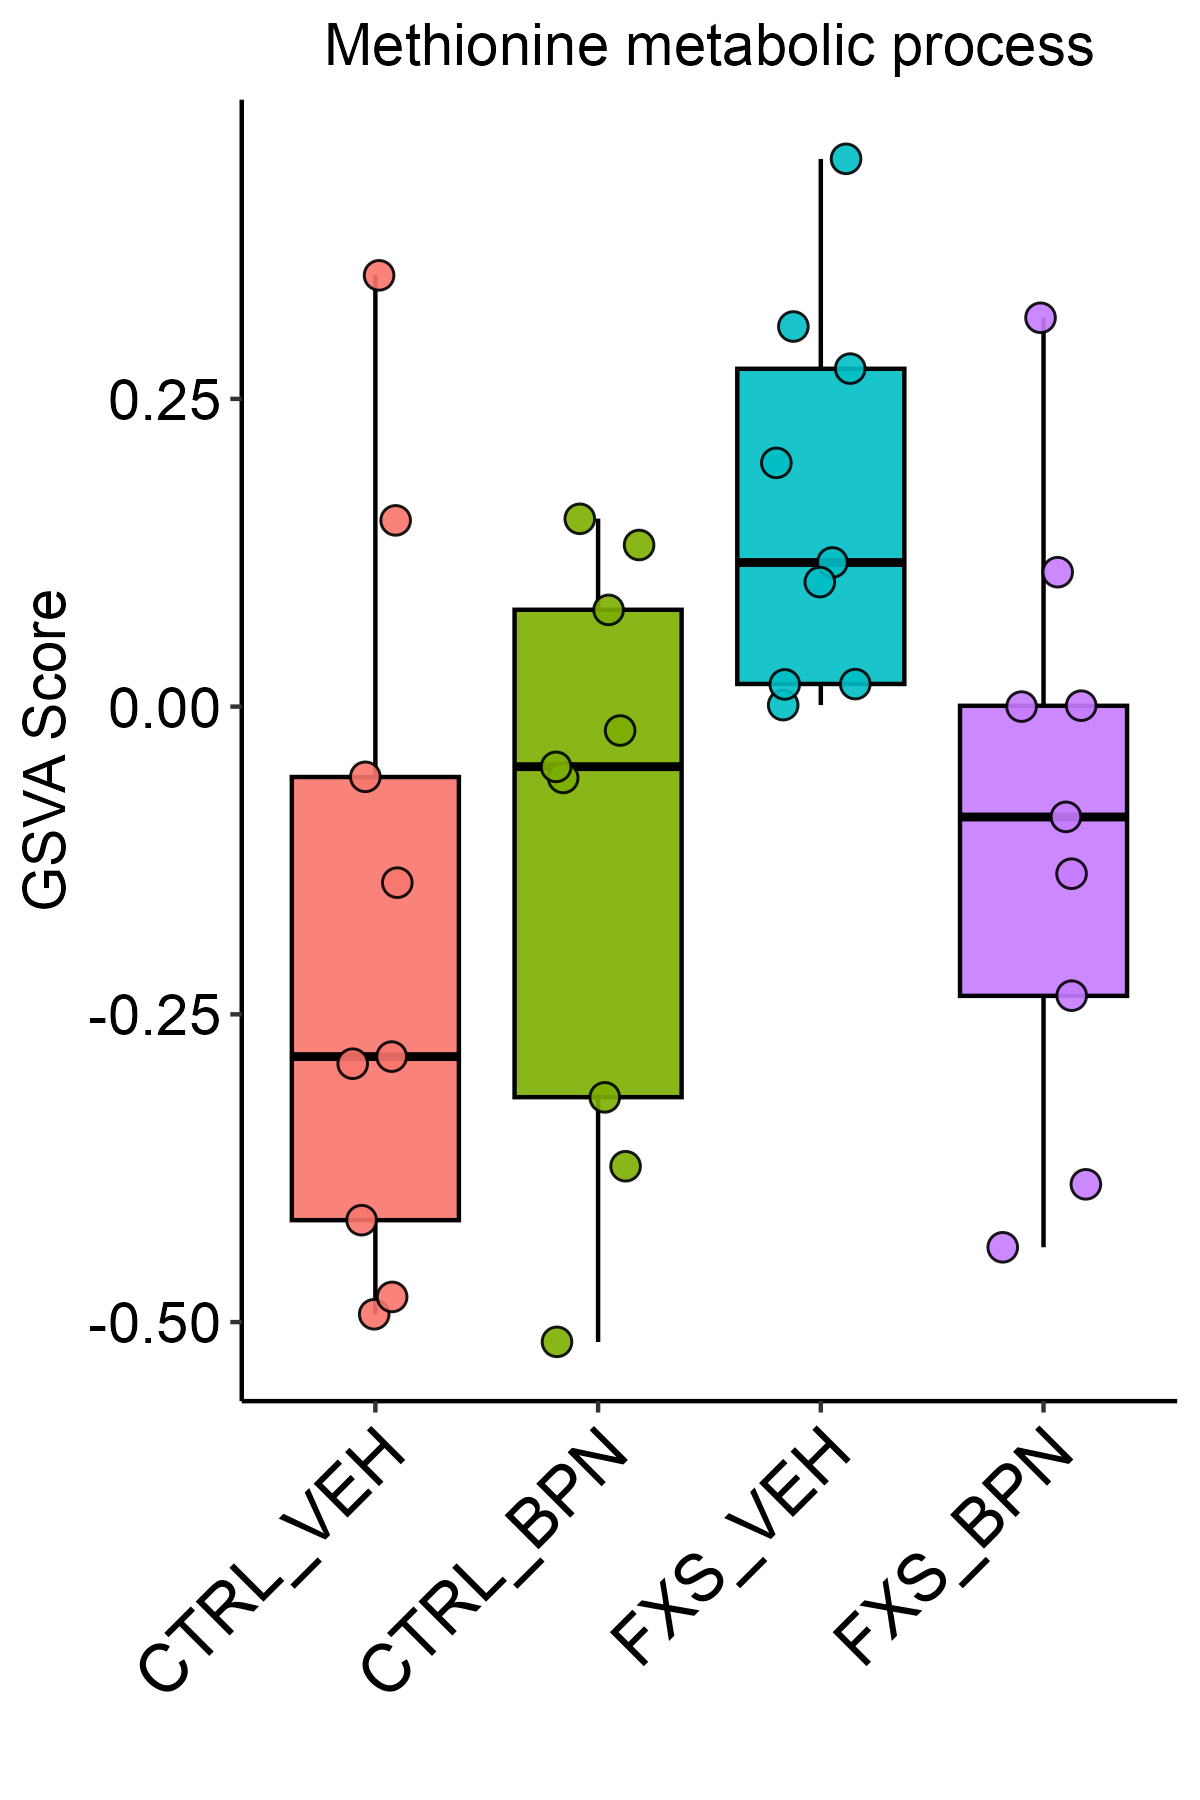 Methionine metabolic process
GSVA Score
0.25
0.00
-0.25
-0.50
CTRL_VEH
CTRL_BPN
FXS_VEH
FXS_BPN